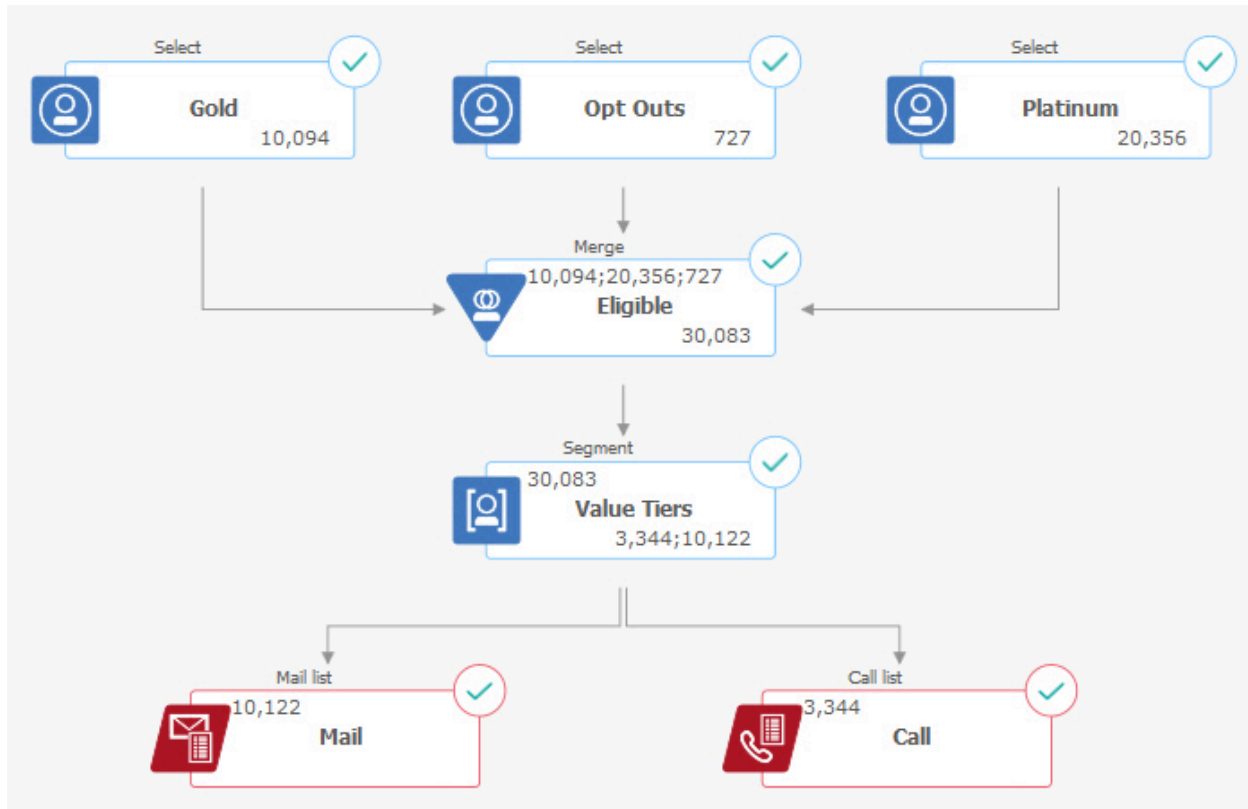 Select
Gold
10,094
Select
Opt Outs
727
Select
Platinum
20,356
Merge
10,094;20,356;727
Eligible
30,083
Segment
30,083
Value Tiers
3,344;10,122
Mail list
10,122
Mail
Call list
3,344
Call